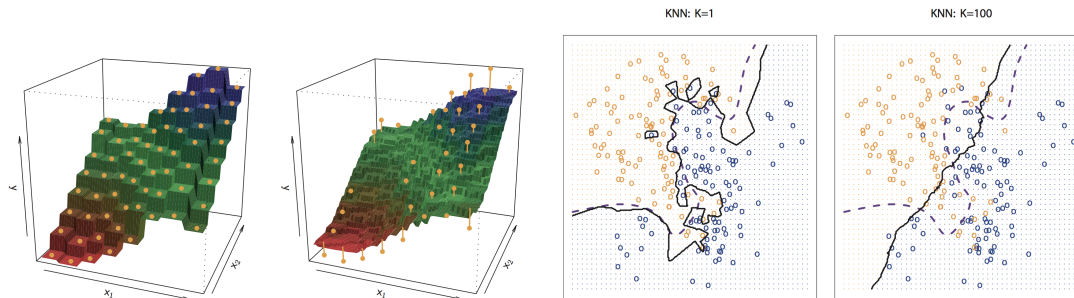 KNN: K=1
KNN: K=100
y
x₁
x₂
y
x₁
x₂